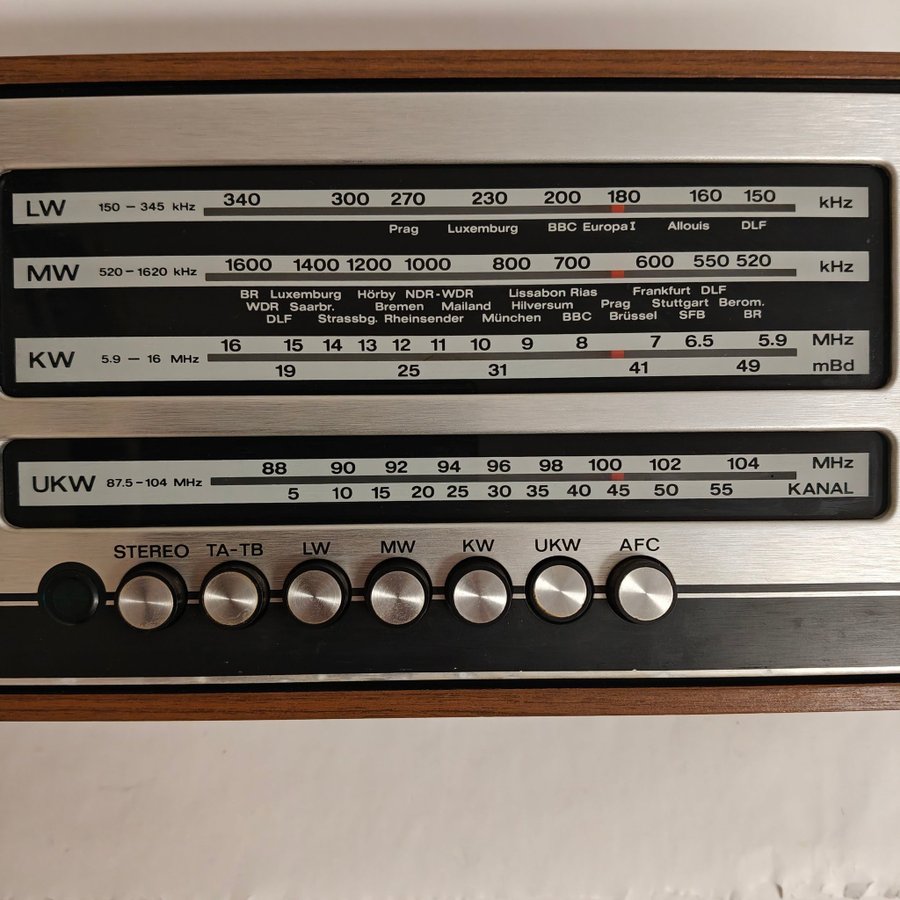 LW 150 – 345 kHz 340 300 270 230 200 180 160 150 kHz
Prag Luxemburg BBC Europa I Allouis DLF
MW 520-1620 kHz 1600 1400 1200 1000 800 700 600 550 520 kHz
BR Luxemburg Hörby NDR-WDR Lissabon Rias Frankfurt DLF
WDR Saarbr. Bremen Mailand Hilversum Prag Stuttgart Berom.
DLF Strassbg. Rheinsender München BBC Brüssel SFB BR
KW 5.9 – 16 MHz 16 15 14 13 12 11 10 9 8 7 6.5 5.9 MHz
19 25 31 41 49 mBd
UKW 87.5-104 MHz 88 90 92 94 96 98 100 102 104 MHz
5 10 15 20 25 30 35 40 45 50 55 KANAL
STEREO TA-TB LW MW KW UKW AFC